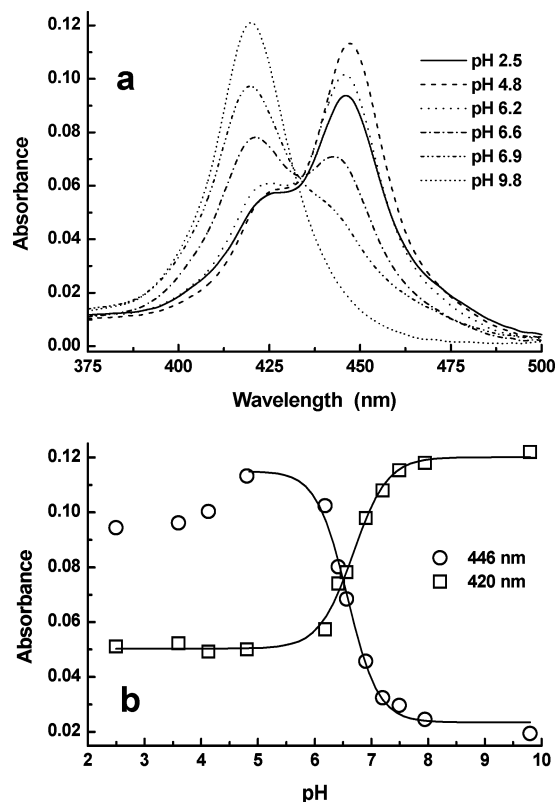 a
0.12
0.10
0.08
0.06
0.04
0.02
0.00
Absorbance
pH 2.5
pH 4.8
pH 6.2
pH 6.6
pH 6.9
pH 9.8
375 400 425 450 475 500
Wavelength (nm)
0.12
0.10
0.08
0.06
0.04
0.02
Absorbance
446 nm
420 nm
b
2 3 4 5 6 7 8 9 10
pH